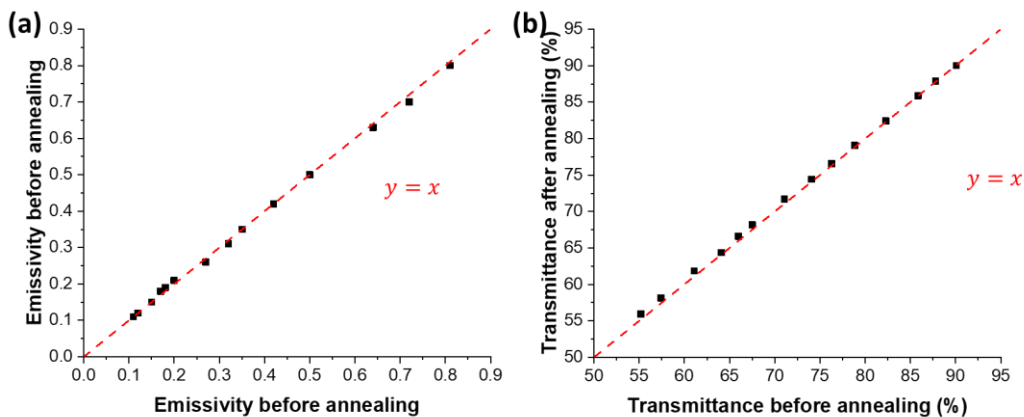 (a)
Emissivity before annealing
0.9
0.8
0.7
0.6
0.5
0.4
0.3
0.2
0.1
0.0
0.0 0.1 0.2 0.3 0.4 0.5 0.6 0.7 0.8 0.9
Emissivity before annealing
y = x
(b)
Transmittance after annealing (%)
95
90
85
80
75
70
65
60
55
50
50 55 60 65 70 75 80 85 90 95
Transmittance before annealing (%)
y = x